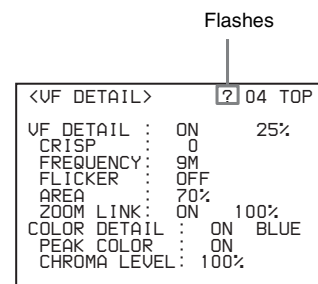 Flashes
<VF DETAIL> ? 04 TOP
VF DETAIL : ON 25%
CRISP : 0
FREQUENCY: 9M
FLICKER : OFF
AREA : 70%
ZOOM LINK: ON 100%
COLOR DETAIL : ON BLUE
PEAK COLOR : ON
CHROMA LEVEL: 100%